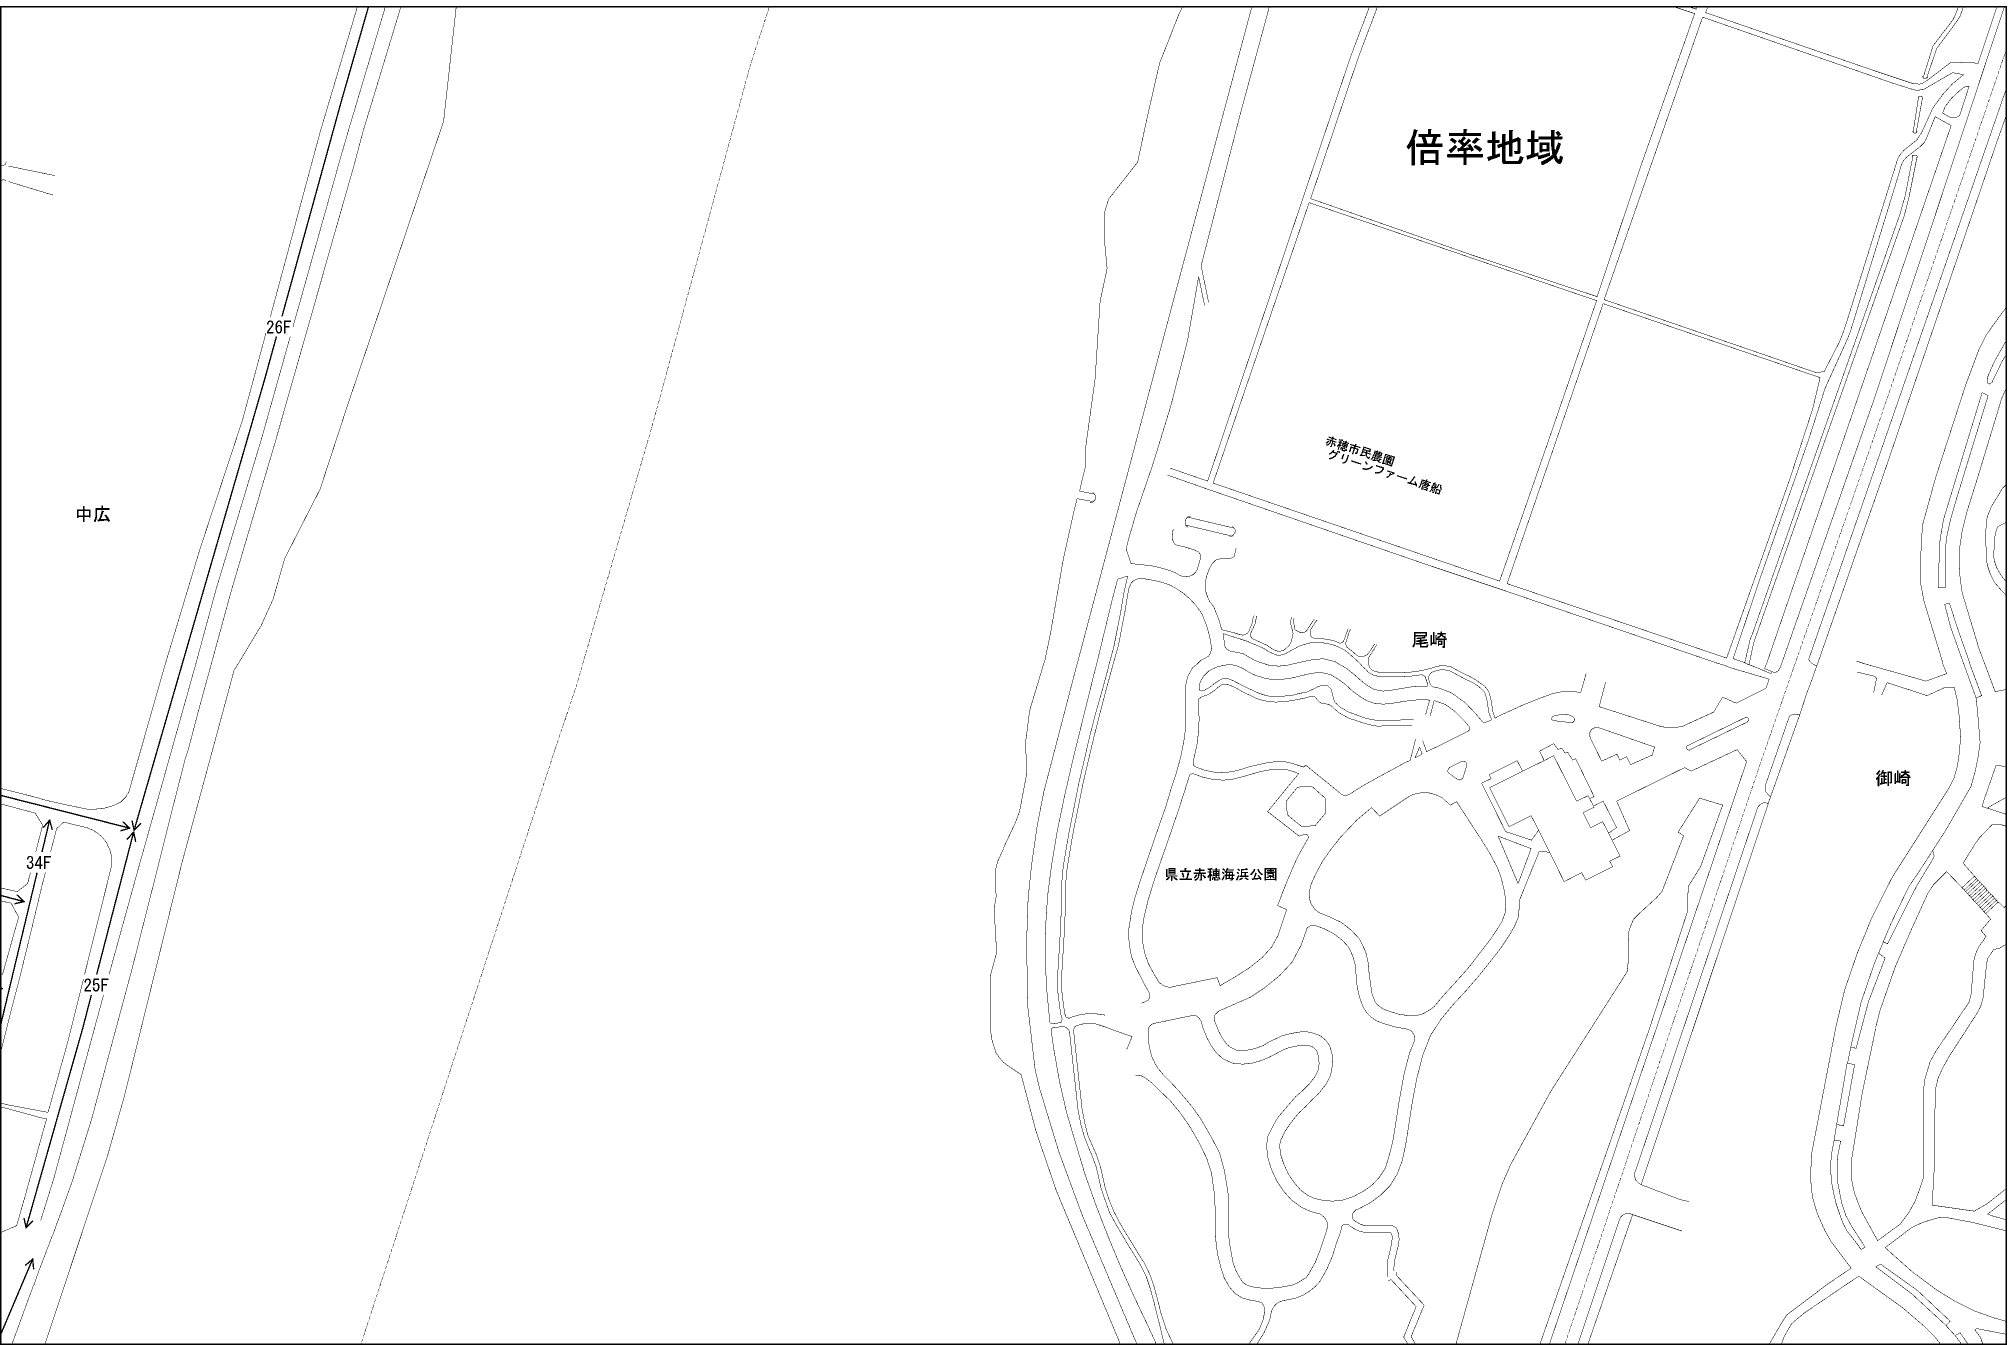 倍率地域
26F
赤穂市民農園
グリーンファーム唐船
中広
尾崎
御崎
34F
県立赤穂海浜公園
25F